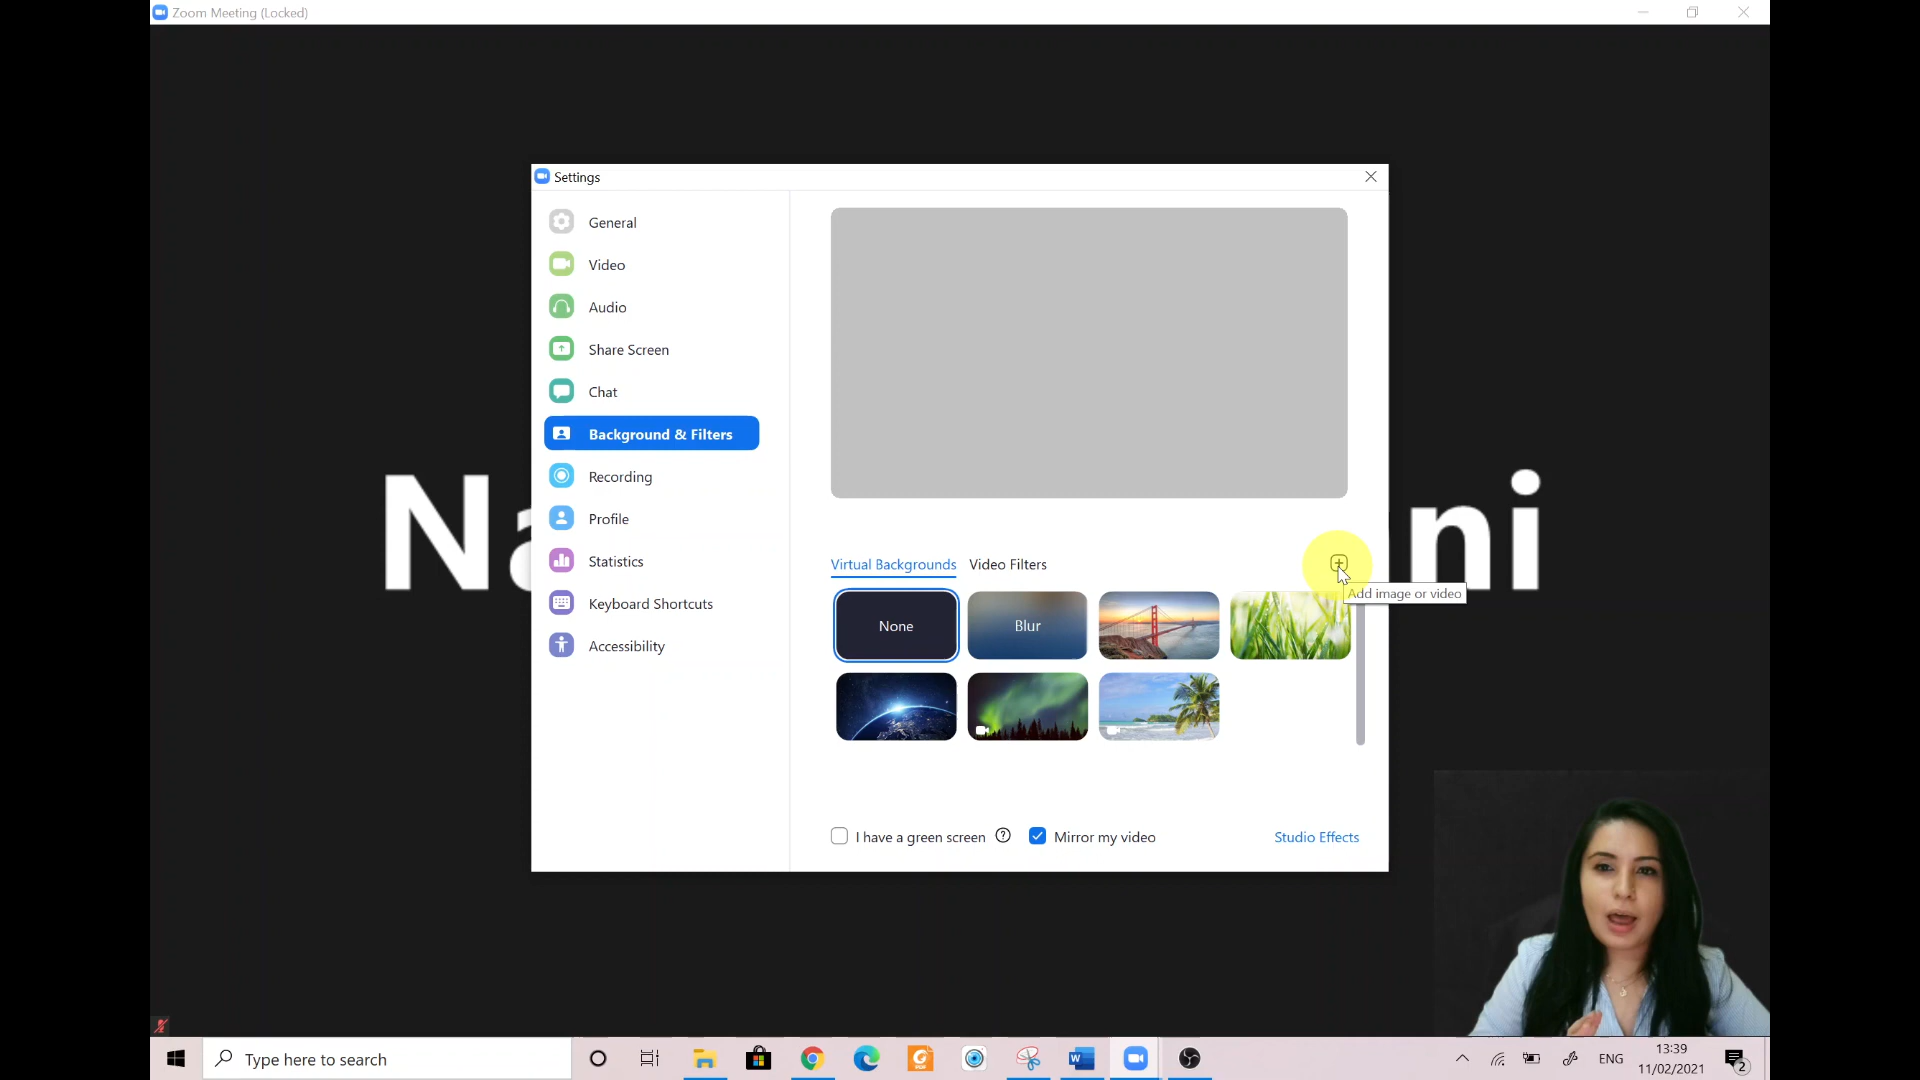 Zoom Meeting (Locked)
Settings
General
Video
Audio
Share Screen
Chat
Background & Filters
Recording
Profile
Statistics
Keyboard Shortcuts
Accessibility
Virtual Backgrounds Video Filters
Add image or video
None
Blur
I have a green screen
Mirror my video
Studio Effects
Type here to search
ENG
13:39
11/02/2021
2